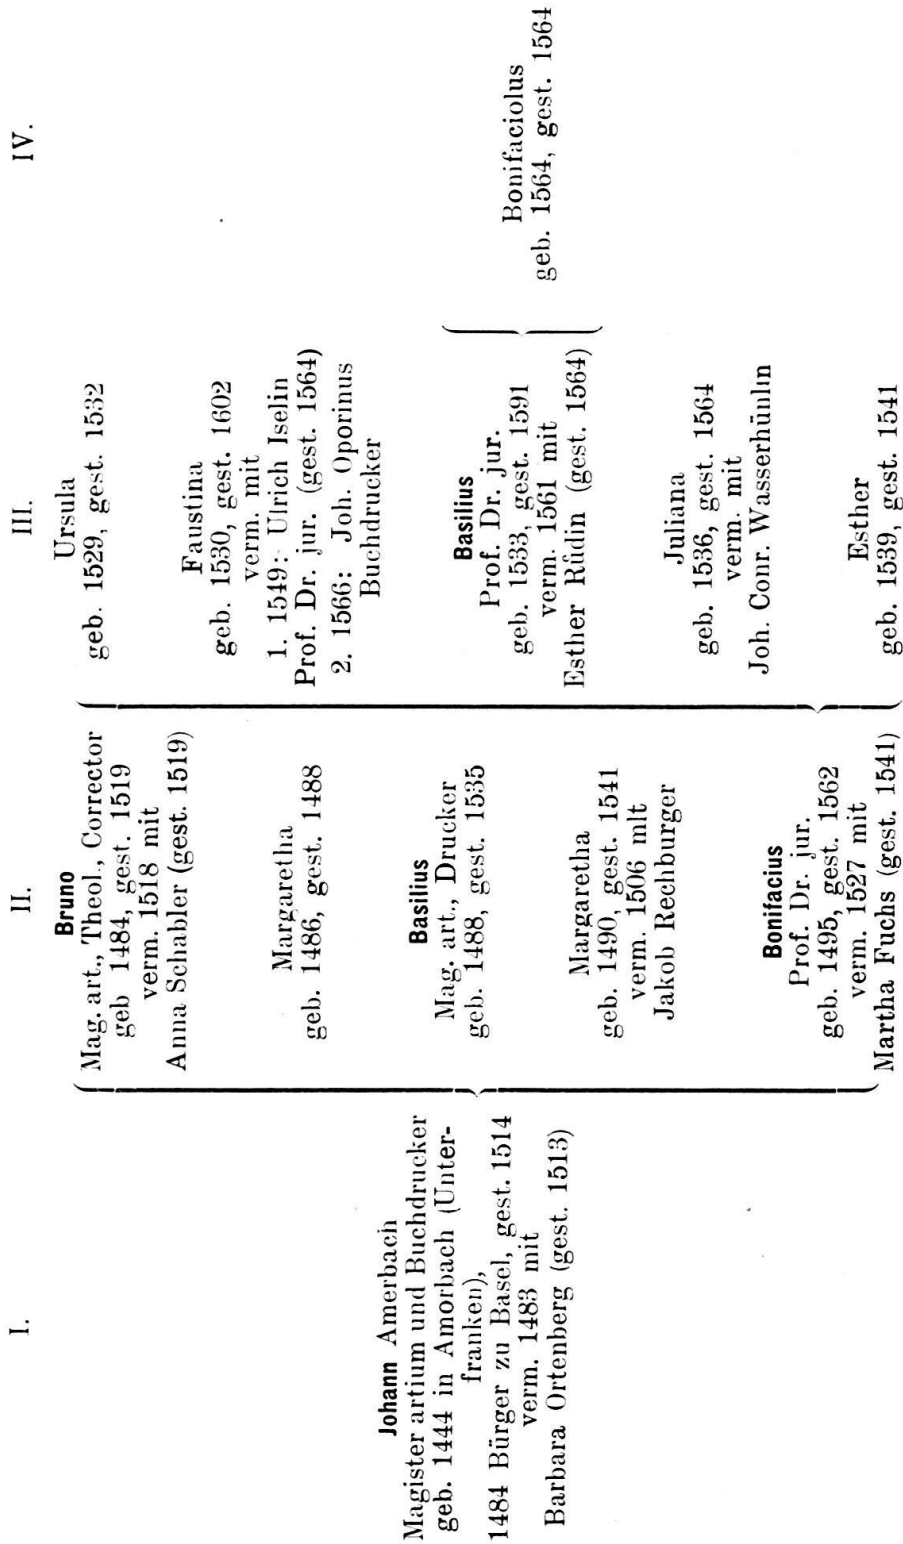 I.
Johann Amerbach
Magister artium und Buchdrucker
geb. 1444 in Amorbach (Unter-
franken),
1484 Bürger zu Basel, gest. 1514
verm. 1483 mit
Barbara Ortenberg (gest. 1513)
II.
Bruno
Mag. art., Theol., Corrector
geb 1484, gest. 1519
verm. 1518 mit
Anna Schabler (gest. 1519)
Margaretha
geb. 1486, gest. 1488
Basilius
Mag. art., Drucker
geb. 1488, gest. 1535
Margaretha
geb. 1490, gest. 1541
verm. 1506 mit
Jakob Rechburger
Bonifacius
Prof. Dr. jur.
geb. 1495, gest. 1562
verm. 1527 mit
Martha Fuchs (gest. 1541)
III.
Ursula
geb. 1529, gest. 1532
Faustina
geb. 1530, gest. 1602
verm. mit
1. 1549: Ulrich Iselin
Prof. Dr. jur. (gest. 1564)
2. 1566: Joh. Oporinus
Buchdrucker
Basilius
Prof. Dr. jur.
geb. 1533, gest. 1591
verm. 1561 mit
Esther Rüdin (gest. 1564)
Juliana
geb. 1536, gest. 1564
verm. mit
Joh. Conr. Wasserhünlin
Esther
geb. 1539, gest. 1541
IV.
Bonifaciolus
geb. 1564, gest. 1564